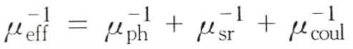 μ_eff^{-1} = μ_ph^{-1} + μ_sr^{-1} + μ_coul^{-1}